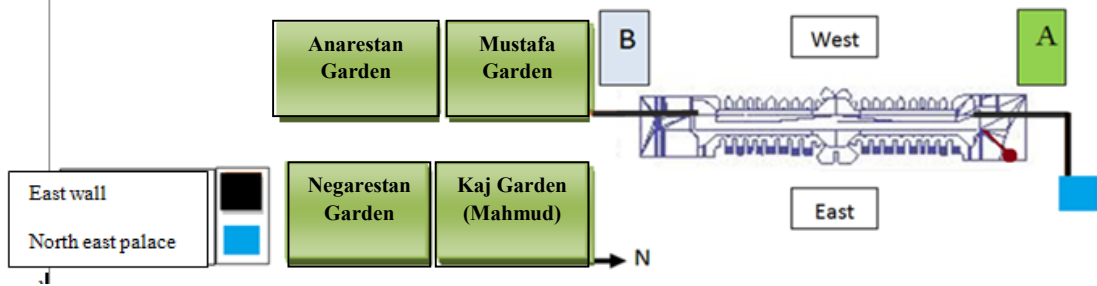 Anarestan
Garden
Mustafa
Garden
B
West
A
East wall
North east palace
Negarestan
Garden
Kaj Garden
(Mahmud)
East
N